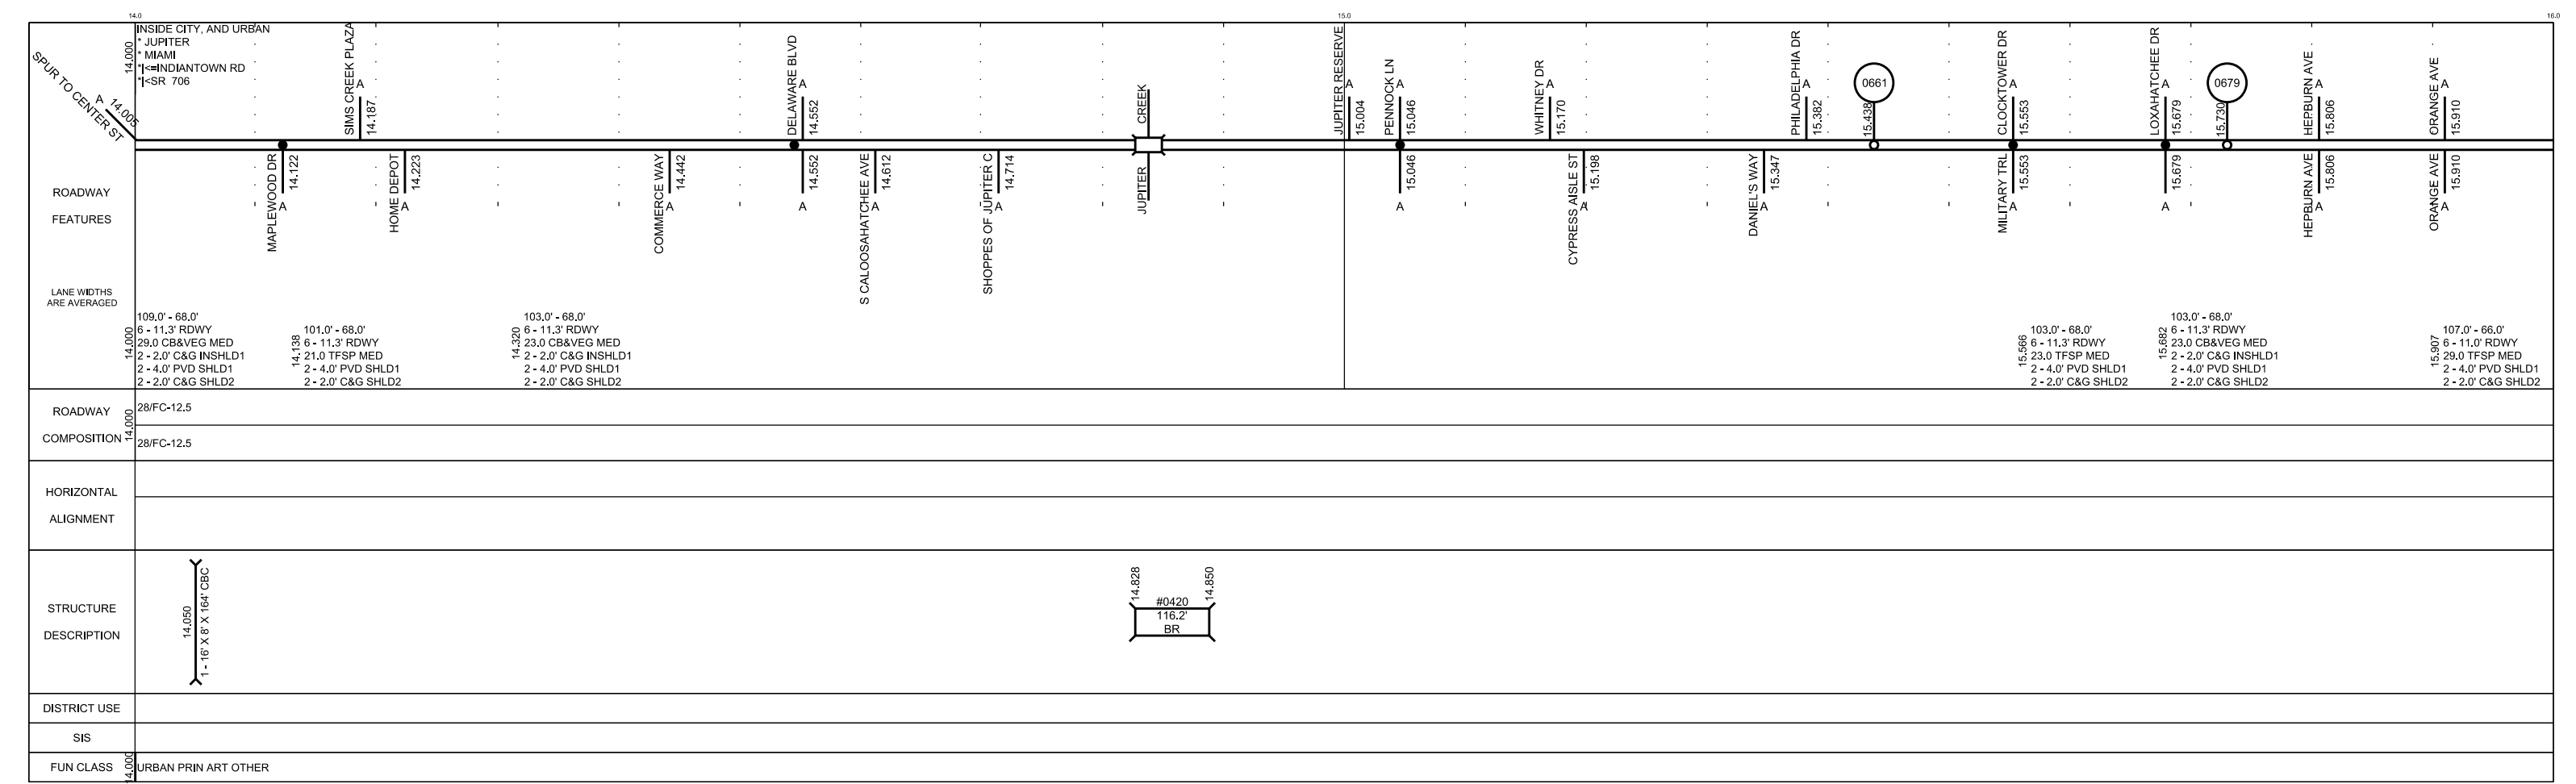 14.0
15.0
16.0
INSIDE CITY, AND URBAN
* JUPITER
* MIAMI
*|<=INDIANTOWN RD
*|<SR 706
14.000
SPUR TO CENTER ST
A 14.005
SIMS CREEK PLAZA
A
14.187
DELAWARE BLVD
A
14.552
CREEK
JUPITER RESERVE
A
15.004
PENNOCK LN
A
15.046
WHITNEY DR
A
15.170
PHILADELPHIA DR
A
15.382
0661
15.438
CLOCKTOWER DR
A
15.553
LOXAHATCHEE DR
A
15.679
0679
15.730
HEPBURN AVE
A
15.806
ORANGE AVE
A
15.910
ROADWAY
FEATURES
MAPLEWOOD DR
14.122
A
HOME DEPOT
14.223
A
COMMERCE WAY
14.442
A
14.552
A
S CALOOSAHATCHEE AVE
14.612
A
SHOPPES OF JUPITER C
14.714
A
JUPITER
15.046
A
CYPRESS AISLE ST
15.198
A
DANIEL'S WAY
15.347
A
MILITARY TRL
15.553
A
15.679
A
HEPBURN AVE
15.806
A
ORANGE AVE
15.910
A
LANE WIDTHS
ARE AVERAGED
14.000
109.0' - 68.0'
6 - 11.3' RDWY
29.0 CB&VEG MED
2 - 2.0' C&G INSHLD1
2 - 4.0' PVD SHLD1
2 - 2.0' C&G SHLD2
14.138
101.0' - 68.0'
6 - 11.3' RDWY
21.0 TFSP MED
2 - 4.0' PVD SHLD1
2 - 2.0' C&G SHLD2
14.320
103.0' - 68.0'
6 - 11.3' RDWY
23.0 CB&VEG MED
2 - 2.0' C&G INSHLD1
2 - 4.0' PVD SHLD1
2 - 2.0' C&G SHLD2
15.566
103.0' - 68.0'
6 - 11.3' RDWY
23.0 TFSP MED
2 - 4.0' PVD SHLD1
2 - 2.0' C&G SHLD2
15.682
103.0' - 68.0'
6 - 11.3' RDWY
23.0 CB&VEG MED
2 - 2.0' C&G INSHLD1
2 - 4.0' PVD SHLD1
2 - 2.0' C&G SHLD2
15.907
107.0' - 66.0'
6 - 11.0' RDWY
29.0 TFSP MED
2 - 4.0' PVD SHLD1
2 - 2.0' C&G SHLD2
ROADWAY
COMPOSITION
14.000
28/FC-12.5
28/FC-12.5
HORIZONTAL
ALIGNMENT
STRUCTURE
DESCRIPTION
14.050
1 - 16' X 8' X 164' CBC
14.828
14.850
#0420
116.2'
BR
DISTRICT USE
SIS
FUN CLASS
14.000
URBAN PRIN ART OTHER